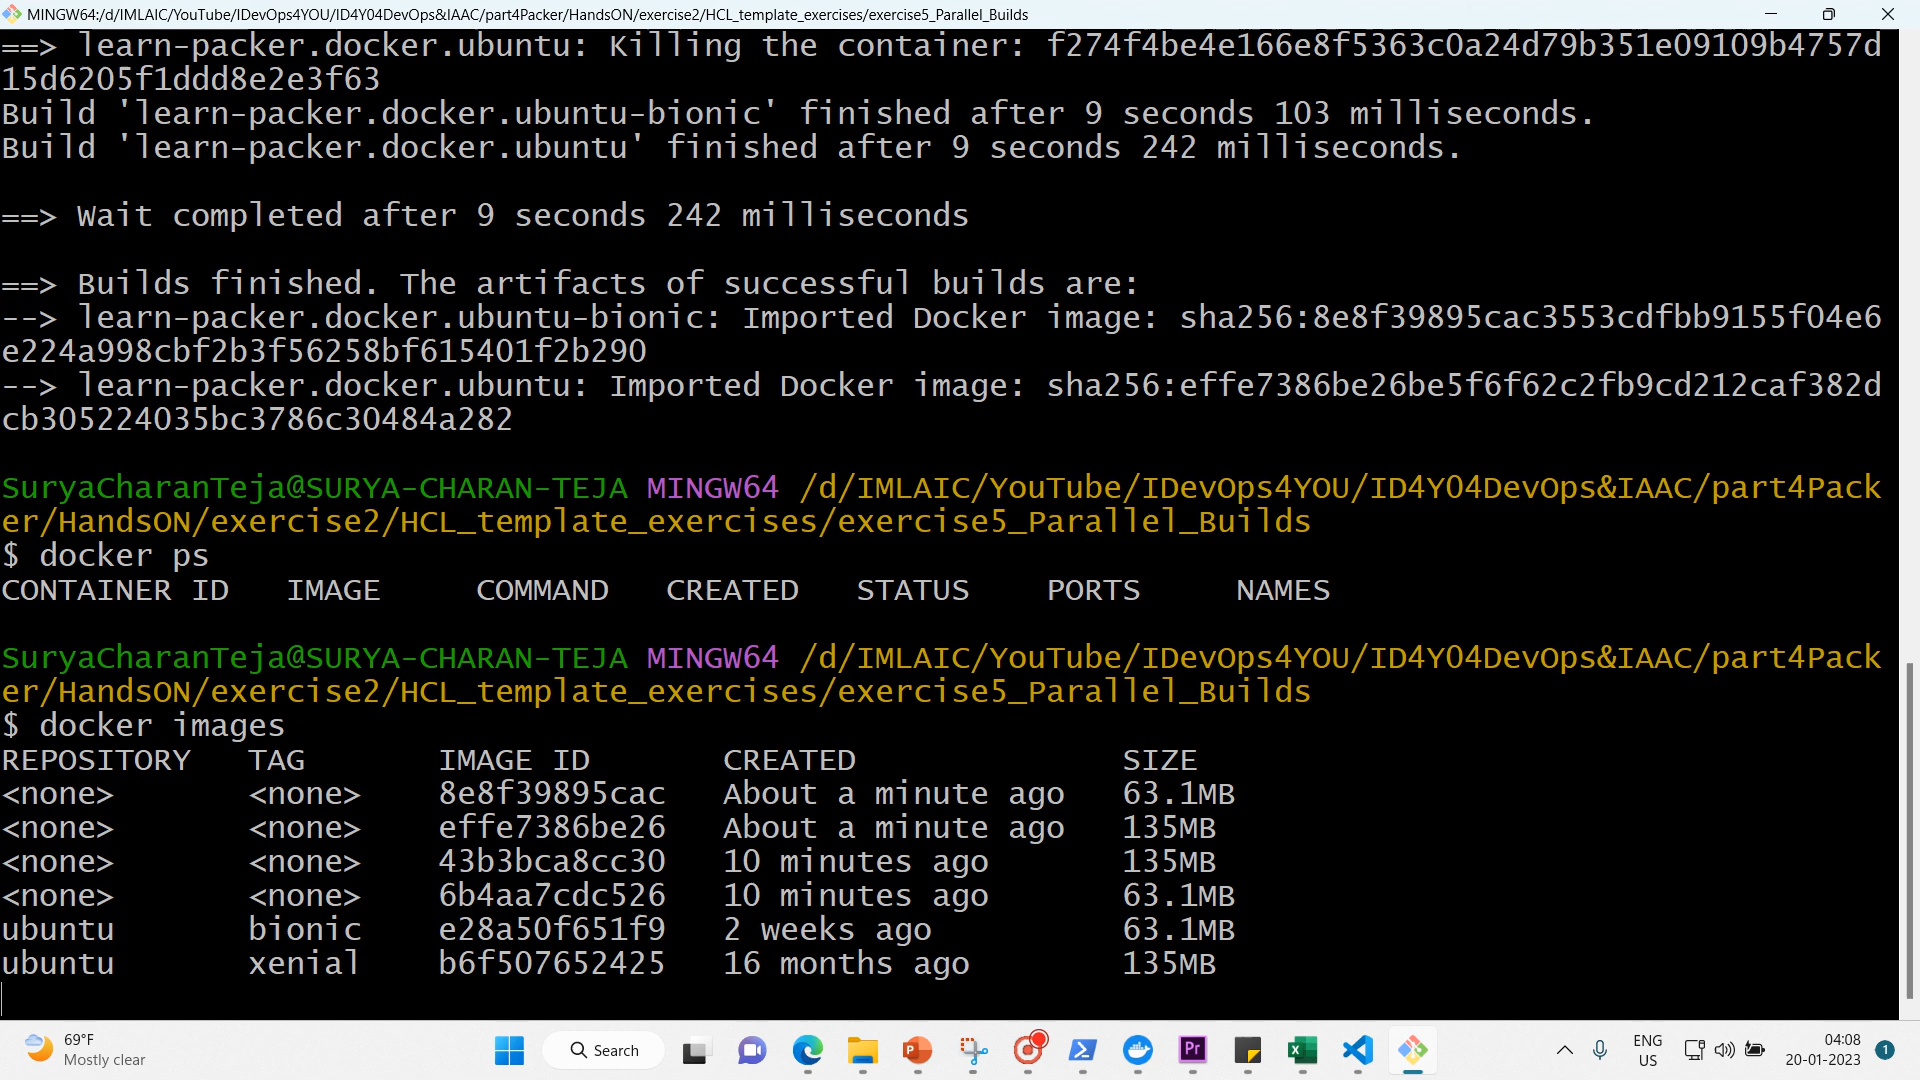 MINGW64:/d/IMLAIC/YouTube/IDevOps4YOU/ID4YO4DevOps&IAAC/part4Packer/HandsON/exercise2/HCL_template_exercises/exercise5_Parallel_Builds
==> learn-packer.docker.ubuntu: Killing the container: f274f4be4e166e8f5363c0a24d79b351e09109b4757d
15d6205f1ddd8e2e3f63
Build 'learn-packer.docker.ubuntu-bionic' finished after 9 seconds 103 milliseconds.
Build 'learn-packer.docker.ubuntu' finished after 9 seconds 242 milliseconds.
==> Wait completed after 9 seconds 242 milliseconds
==> Builds finished. The artifacts of successful builds are:
--> learn-packer.docker.ubuntu-bionic: Imported Docker image: sha256:8e8f39895cac3553cdfbb9155f04e6
e224a998cbf2b3f56258bf615401f2b290
--> learn-packer.docker.ubuntu: Imported Docker image: sha256:effe7386be26be5f6f62c2fb9cd212caf382d
cb305224035bc3786c30484a282
SuryaCharanTeja@SURYA-CHARAN-TEJA MINGW64 /d/IMLAIC/YouTube/IDevOps4YOU/ID4YO4DevOps&IAAC/part4Pack
er/HandsON/exercise2/HCL_template_exercises/exercise5_Parallel_Builds
$ docker ps
CONTAINER ID   IMAGE     COMMAND   CREATED   STATUS    PORTS     NAMES
SuryaCharanTeja@SURYA-CHARAN-TEJA MINGW64 /d/IMLAIC/YouTube/IDevOps4YOU/ID4YO4DevOps&IAAC/part4Pack
er/HandsON/exercise2/HCL_template_exercises/exercise5_Parallel_Builds
$ docker images
REPOSITORY   TAG       IMAGE ID       CREATED              SIZE
<none>       <none>    8e8f39895cac   About a minute ago   63.1MB
<none>       <none>    effe7386be26   About a minute ago   135MB
<none>       <none>    43b3bca8cc30   10 minutes ago       135MB
<none>       <none>    6b4aa7cdc526   10 minutes ago       63.1MB
ubuntu       bionic    e28a50f651f9   2 weeks ago          63.1MB
ubuntu       xenial    b6f507652425   16 months ago        135MB
69°F
Mostly clear
Search
ENG
US
04:08
20-01-2023
1